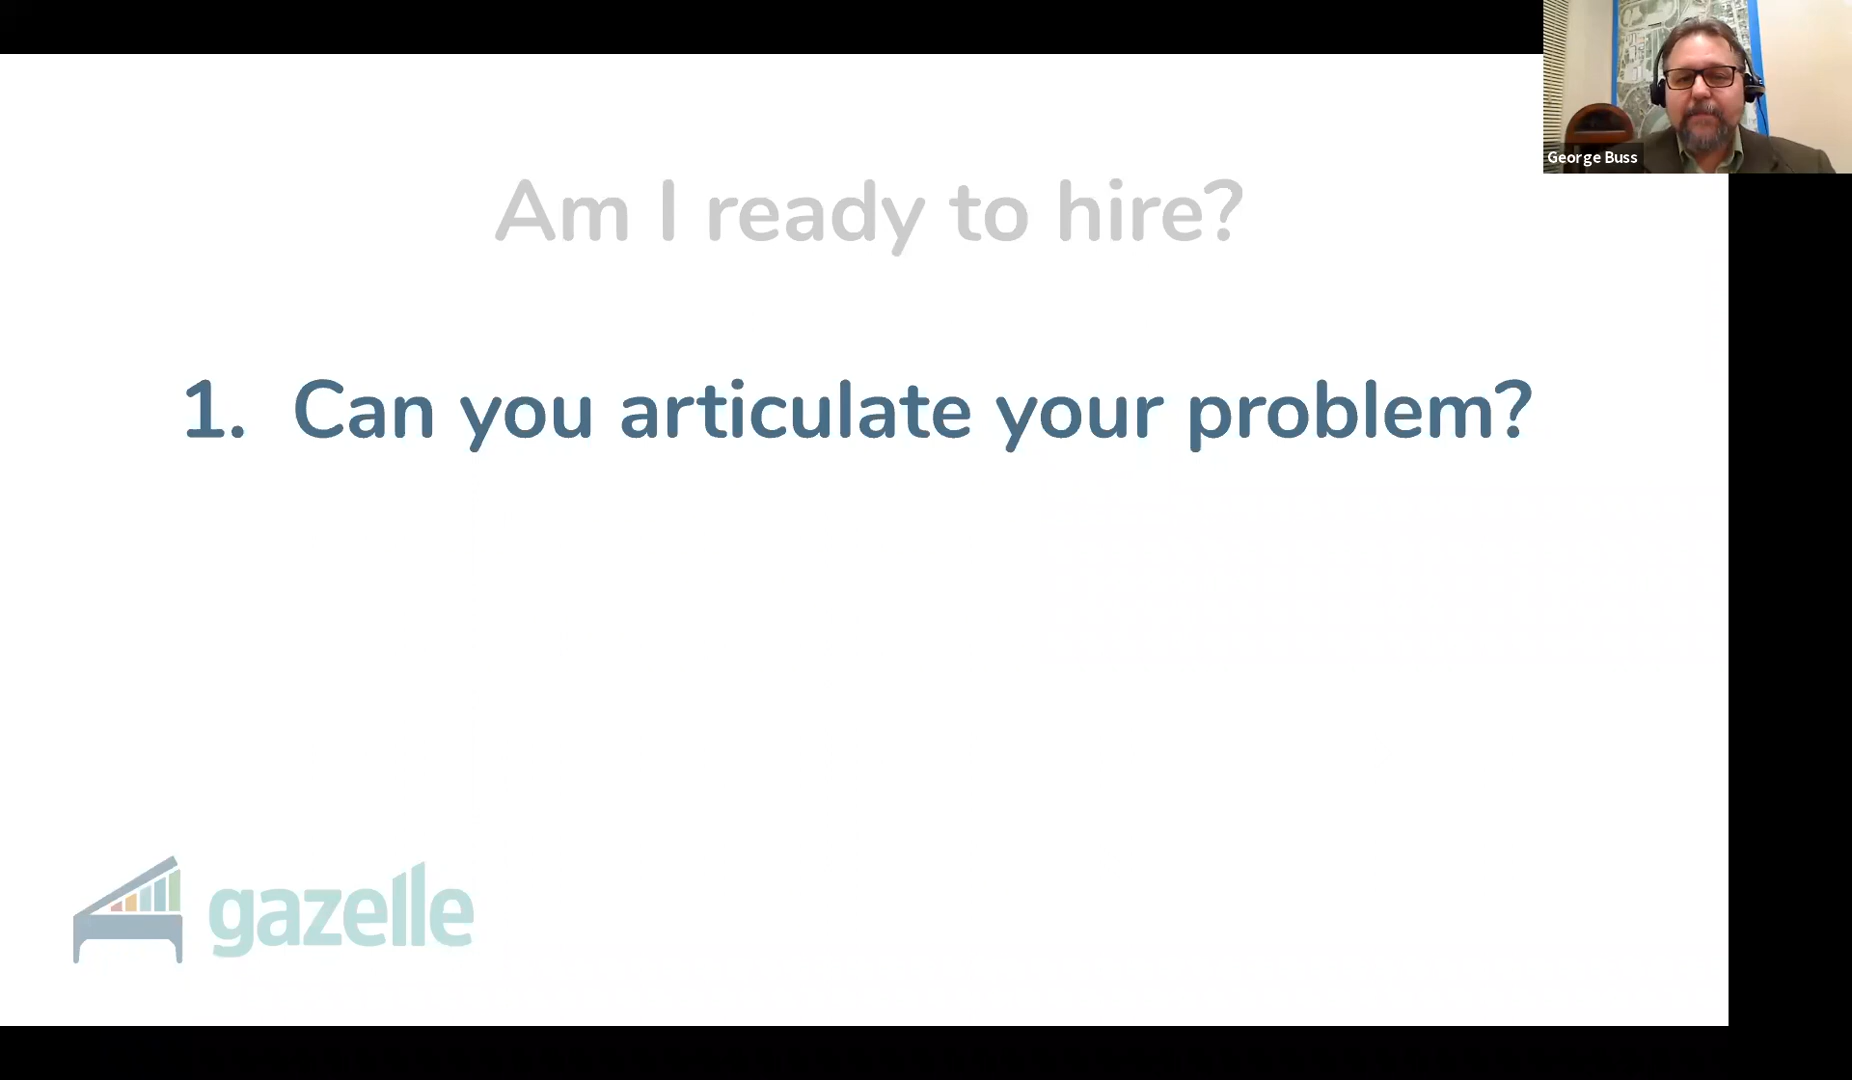 George Buss
Am I ready to hire?
1. Can you articulate your problem?
gazelle